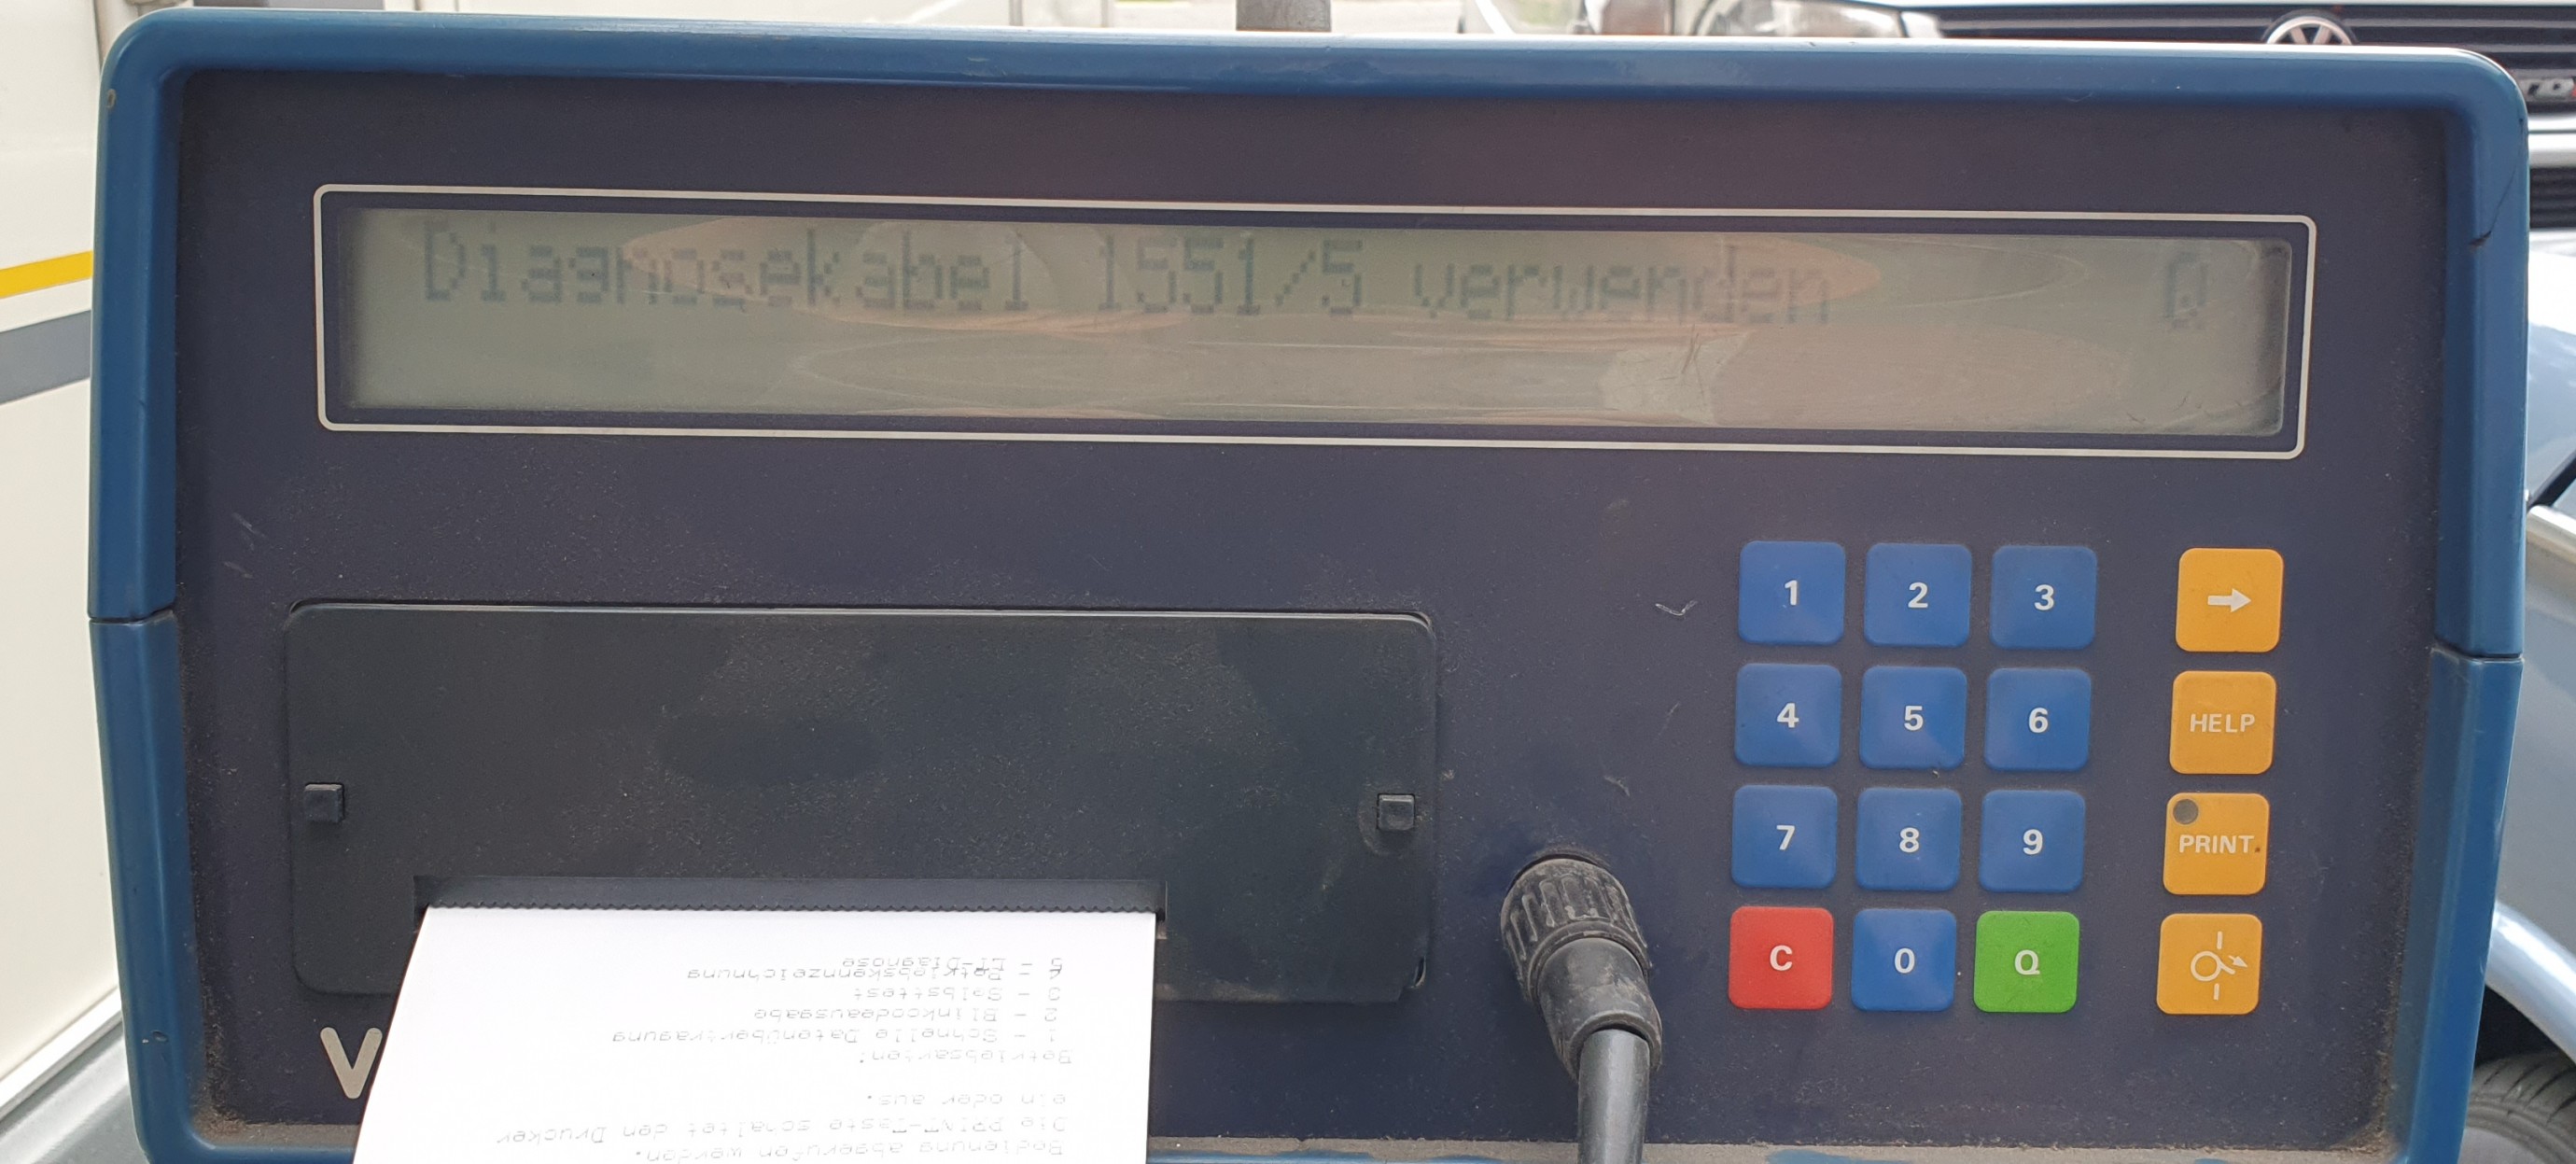 Diagnosekabel 1551/5 verwenden Q
1 2 3 →
4 5 6 HELP
7 8 9 PRINT
C 0 Q
V
Bedienung abgerufen werden.
Die PRINT-Taste schaltet den Drucker
ein oder aus.
Betriebsarten:
1 - Schnelle Datenübertragung
2 - Blinkcodeausgabe
3 - Selbsttest
4 - Betriebskennzeichnung
5 - LT-Diagnose